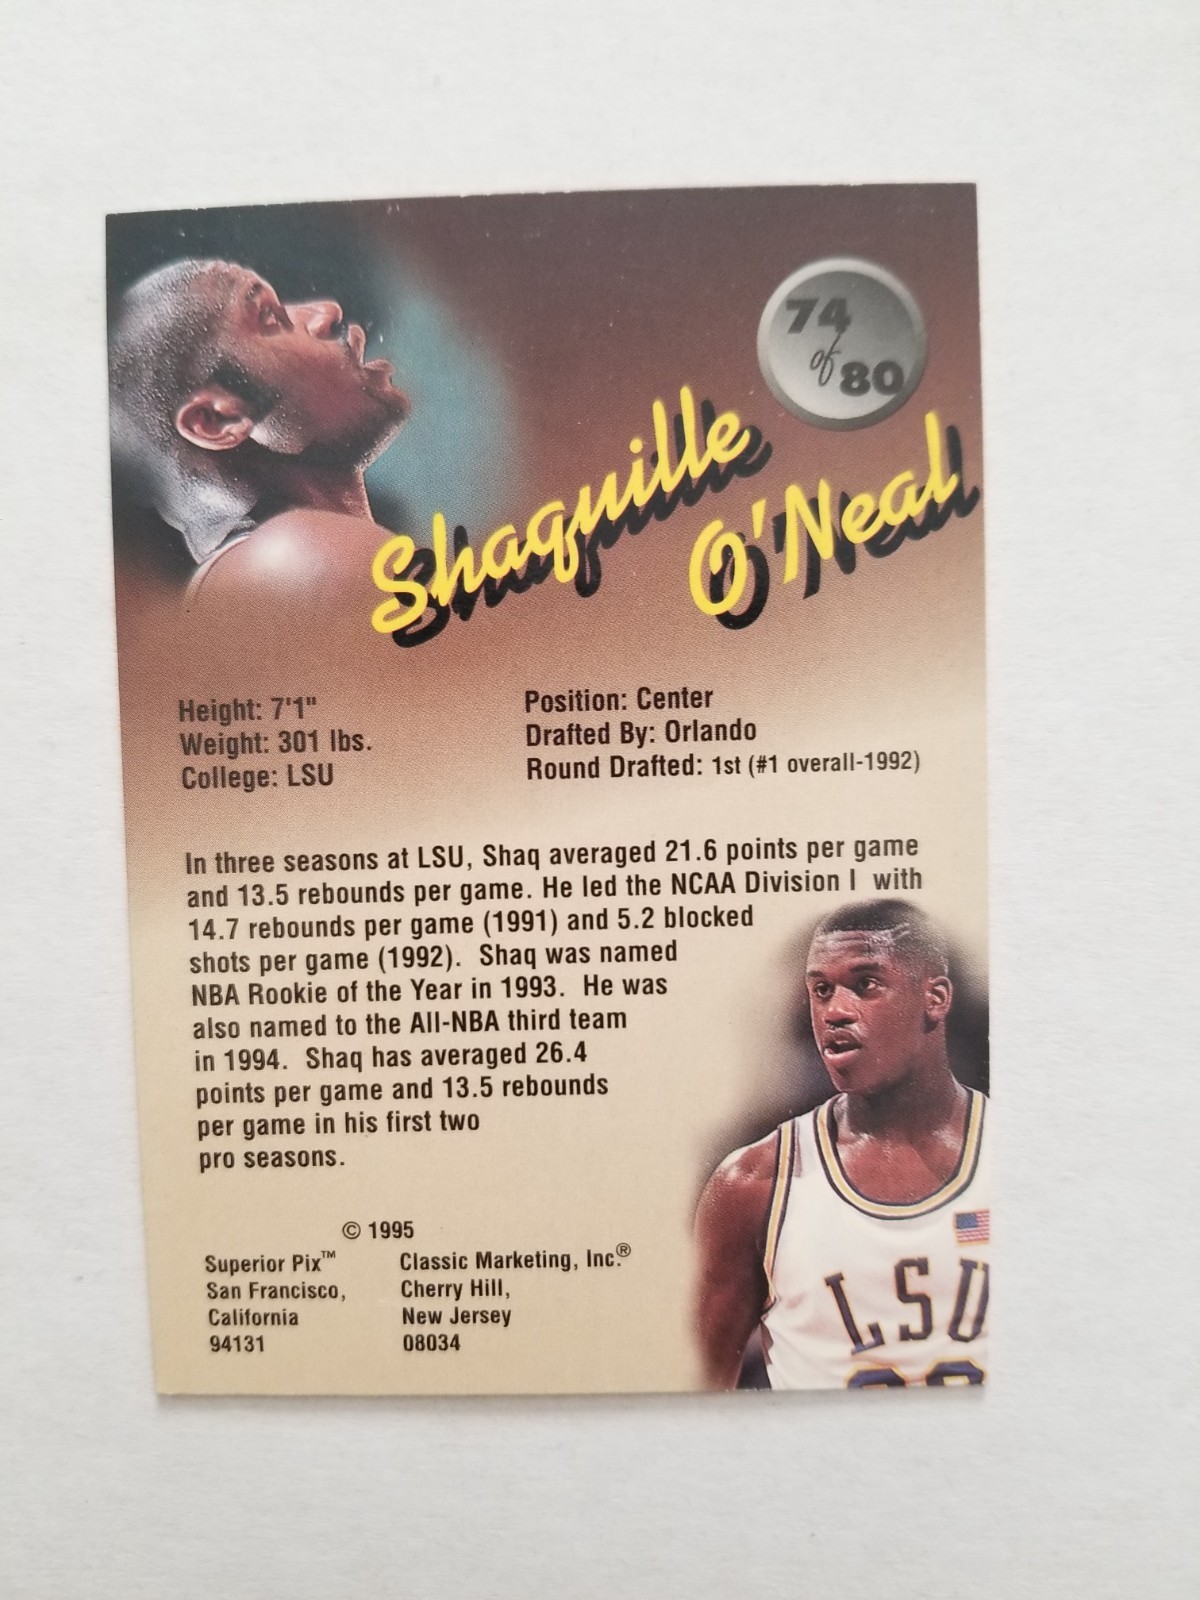 74
of
80
Shaquille
O'Neal
Height: 7'1"
Weight: 301 lbs.
College: LSU
Position: Center
Drafted By: Orlando
Round Drafted: 1st (#1 overall-1992)
In three seasons at LSU, Shaq averaged 21.6 points per game
and 13.5 rebounds per game. He led the NCAA Division I with
14.7 rebounds per game (1991) and 5.2 blocked
shots per game (1992). Shaq was named
NBA Rookie of the Year in 1993. He was
also named to the All-NBA third team
in 1994. Shaq has averaged 26.4
points per game and 13.5 rebounds
per game in his first two
pro seasons.
© 1995
Superior Pix™
San Francisco,
California
94131
Classic Marketing, Inc.®
Cherry Hill,
New Jersey
08034
LSU